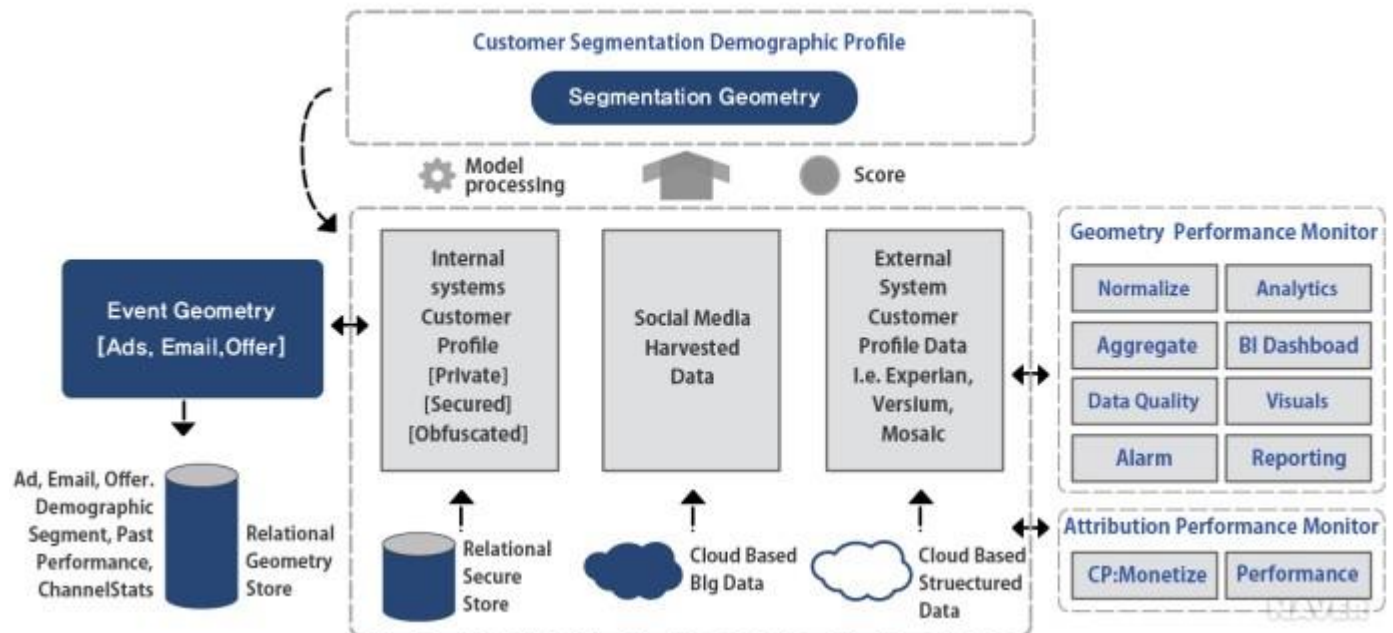 Customer Segmentation Demographic Profile
Segmentation Geometry
Model
processing
Score
Event Geometry
[Ads, Email,Offer]
Ad, Email, Offer.
Demographic
Segment, Past
Performance,
ChannelStats
Relational
Geometry
Store
Internal
systems
Customer
Profile
[Private]
[Secured]
[Obfuscated]
Social Media
Harvested
Data
External
System
Customer
Profile Data
I.e. Experian,
Versium,
Mosaic
Relational
Secure
Store
Cloud Based
BIg Data
Cloud Based
Struectured
Data
Geometry Performance Monitor
Normalize
Analytics
Aggregate
BI Dashboad
Data Quality
Visuals
Alarm
Reporting
Attribution Performance Monitor
CP:Monetize
Performance
NAVER